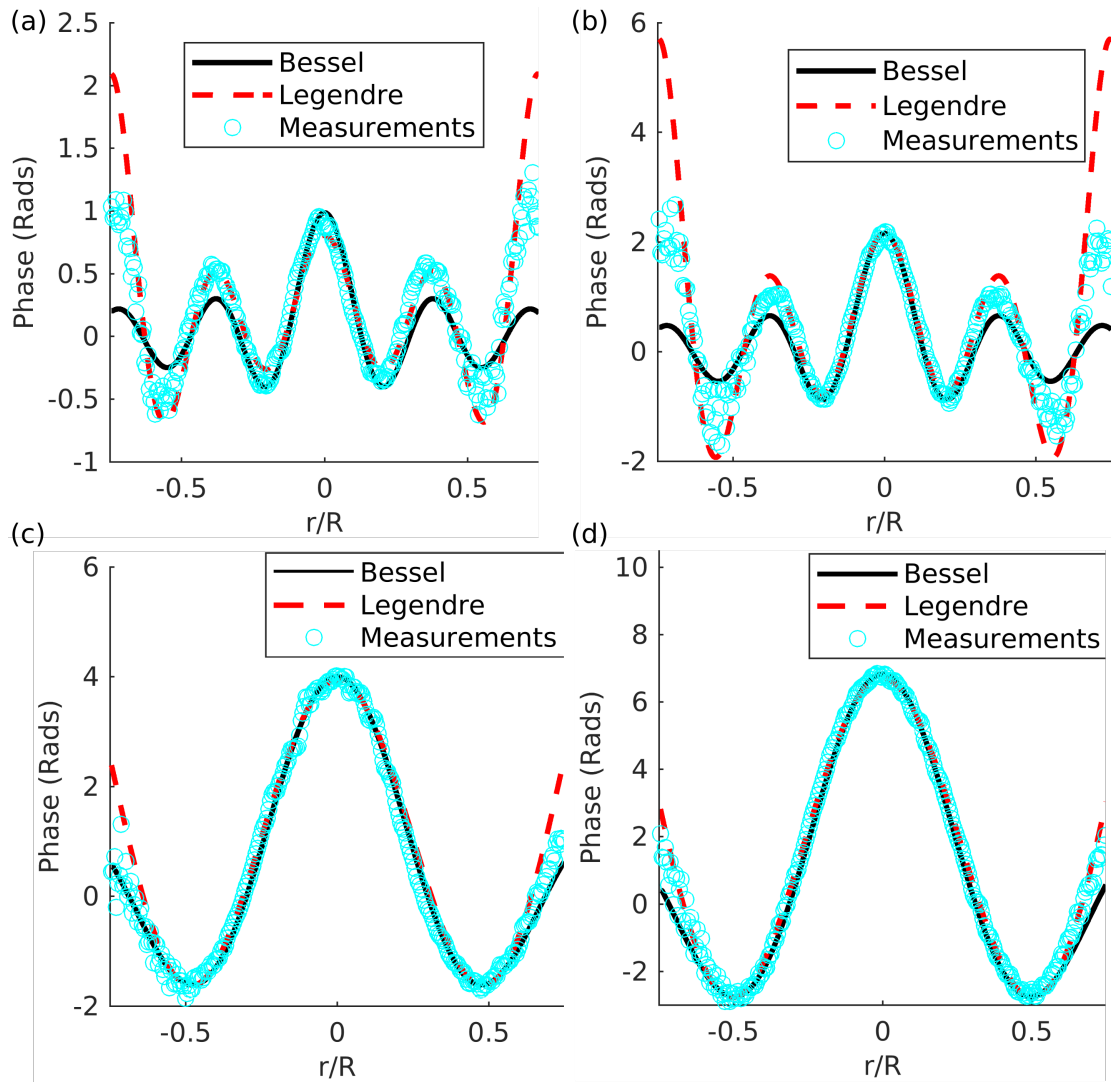 (a)
2.5
2
1.5
1
0.5
0
-0.5
-1
Phase (Rads)
Bessel
Legendre
Measurements
-0.5
0
0.5
r/R
(b)
6
4
2
0
-2
Phase (Rads)
Bessel
Legendre
Measurements
-0.5
0
0.5
r/R
(c)
6
4
2
0
-2
Phase (Rads)
Bessel
Legendre
Measurements
-0.5
0
0.5
r/R
(d)
10
8
6
4
2
0
-2
Phase (Rads)
Bessel
Legendre
Measurements
-0.5
0
0.5
r/R